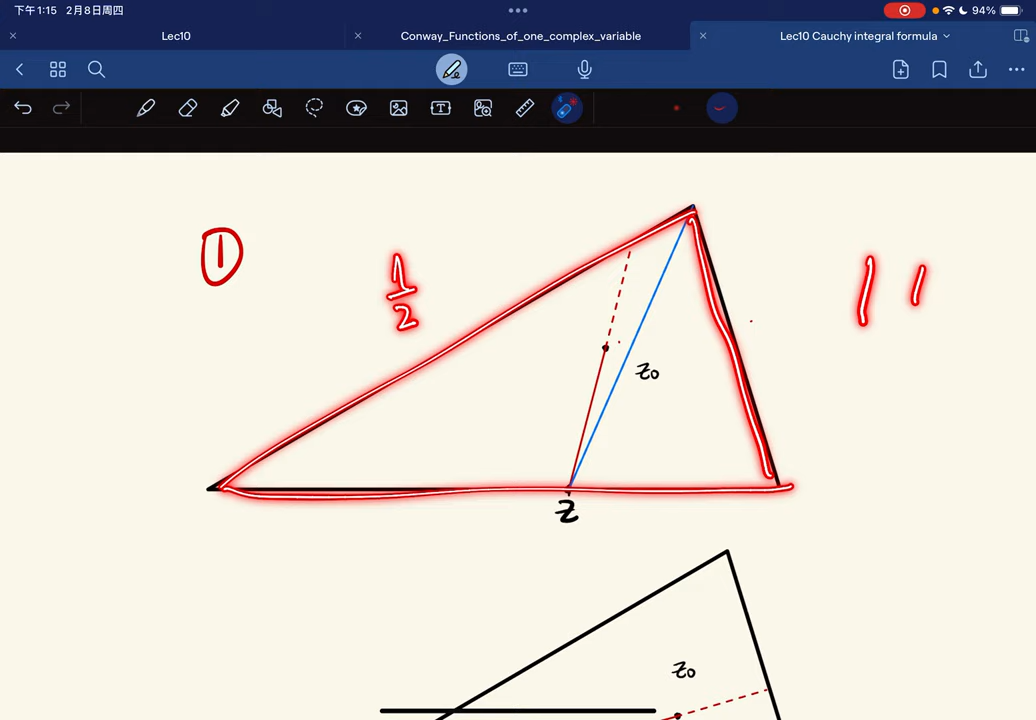 下午1:15 2月8日周四
94%
Lec10
Conway_Functions_of_one_complex_variable
Lec10 Cauchy integral formula
①
1/2
z₀
z
z₀